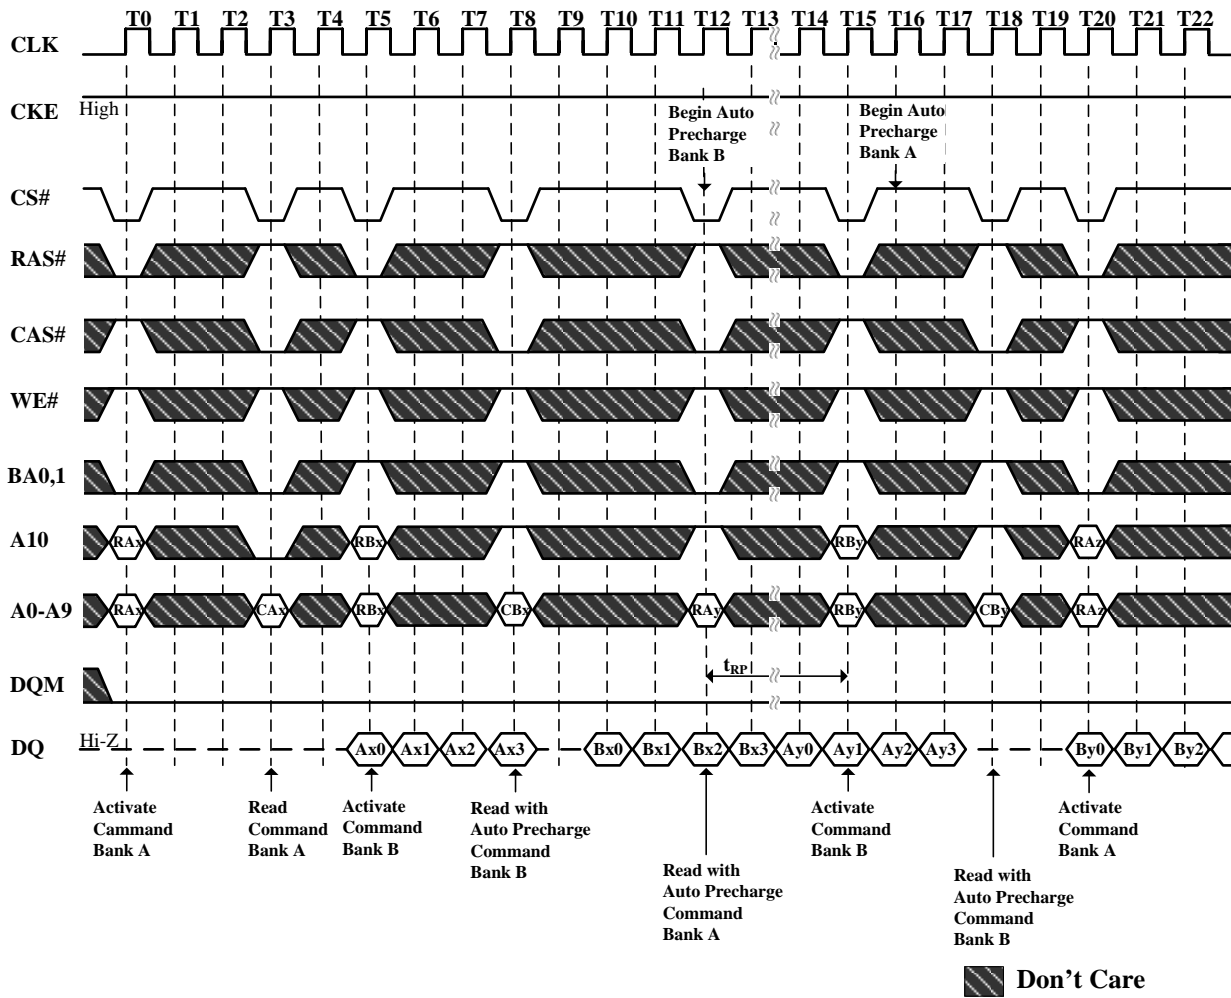 T0 T1 T2 T3 T4 T5 T6 T7 T8 T9 T10 T11 T12 T13 T14 T15 T16 T17 T18 T19 T20 T21 T22
CLK
CKE High
Begin Auto
Precharge
Bank B
Begin Auto
Precharge
Bank A
CS#
RAS#
CAS#
WE#
BA0,1
A10 RAx RBx RBy RAz
A0-A9 RAx CAx RBx CBx RAy RBy CBy RAz
DQM tRP
DQ Hi-Z Ax0 Ax1 Ax2 Ax3 Bx0 Bx1 Bx2 Bx3 Ay0 Ay1 Ay2 Ay3 By0 By1 By2
Activate
Cammand
Bank A
Read
Command
Bank A
Activate
Command
Bank B
Read with
Auto Precharge
Command
Bank B
Read with
Auto Precharge
Command
Bank A
Activate
Command
Bank B
Read with
Auto Precharge
Command
Bank B
Activate
Command
Bank A
Don't Care